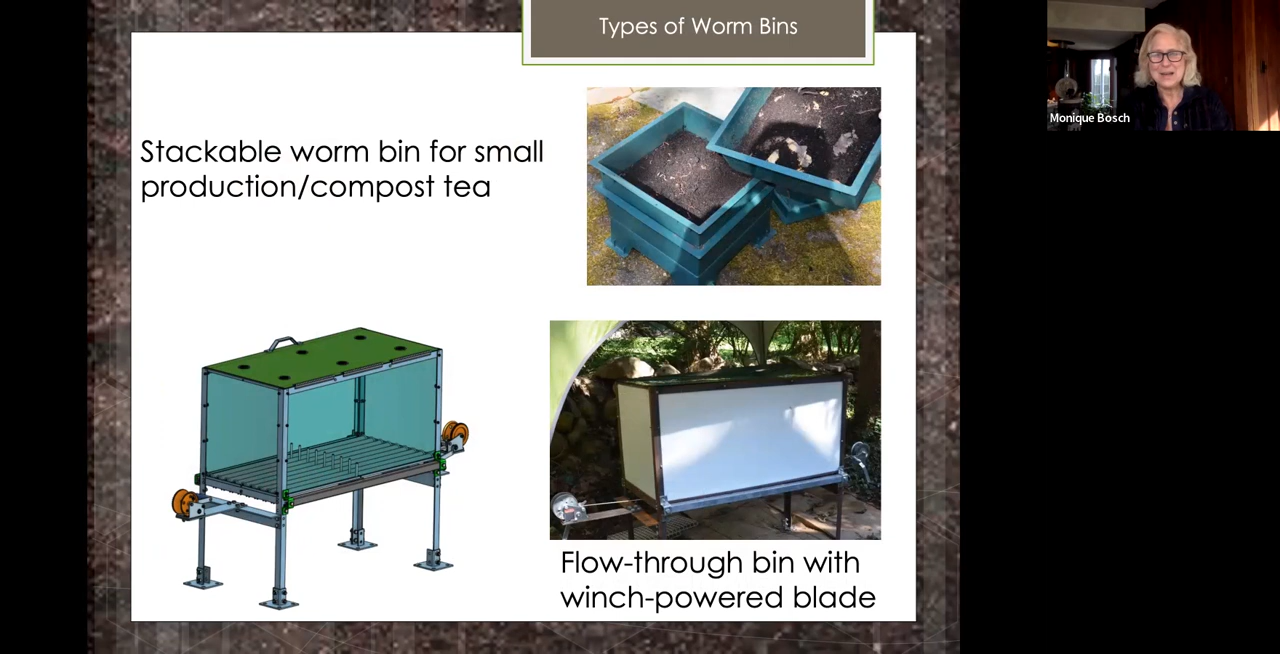 Types of Worm Bins
Monique Bosch
Stackable worm bin for small
production/compost tea
Flow-through bin with
winch-powered blade